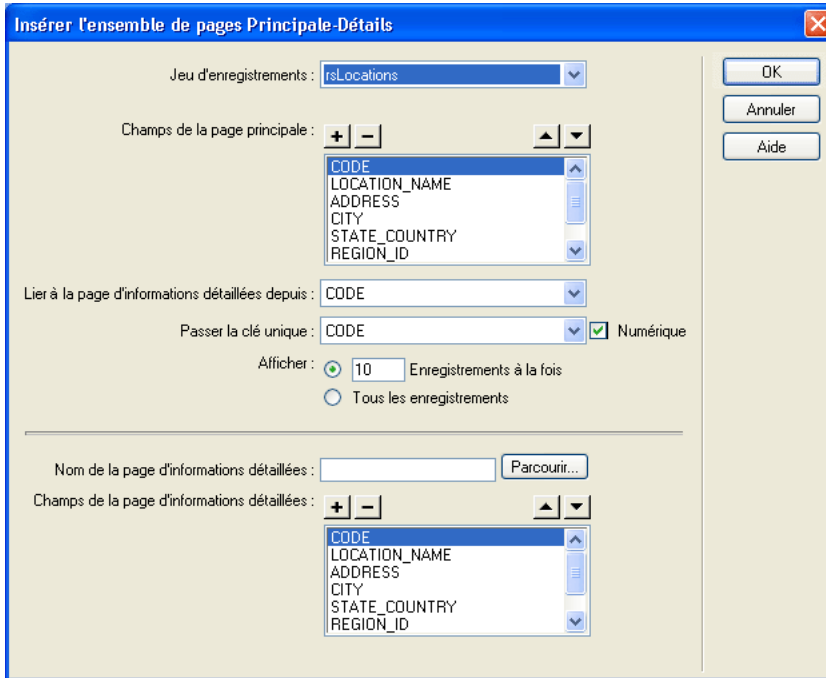 Insérer l'ensemble de pages Principale-Détails
Jeu d'enregistrements : rsLocations
OK
Annuler
Aide
Champs de la page principale :
CODE
LOCATION_NAME
ADDRESS
CITY
STATE_COUNTRY
REGION_ID
Lier à la page d'informations détaillées depuis : CODE
Passer la clé unique : CODE Numérique
Afficher : 10 Enregistrements à la fois
Tous les enregistrements
Nom de la page d'informations détaillées : Parcourir...
Champs de la page d'informations détaillées :
CODE
LOCATION_NAME
ADDRESS
CITY
STATE_COUNTRY
REGION_ID